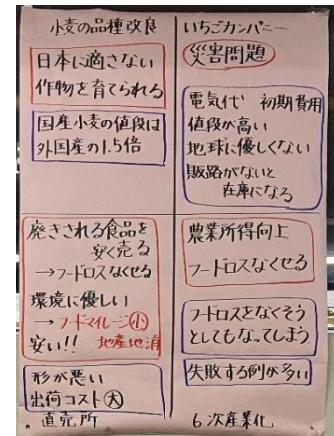 小麦の品種改良
日本に適さない
作物を育てられる
国産小麦の値段は
外国産の1.5倍
いちごカンパニー
災害問題
電気代 初期費用
値段が高い
地球に優しくない
販路がないと
在庫になる
廃きされる食品を
安く売る
→フードロスなくせる
環境に優しい
→フードマイレージ小
安い!! 地産地消
形が悪い
出荷コスト大
直売所
農業所得向上
フードロスなくせる
フードロスをなくそう
としてもなってしまう
失敗する例が多い
6次産業化